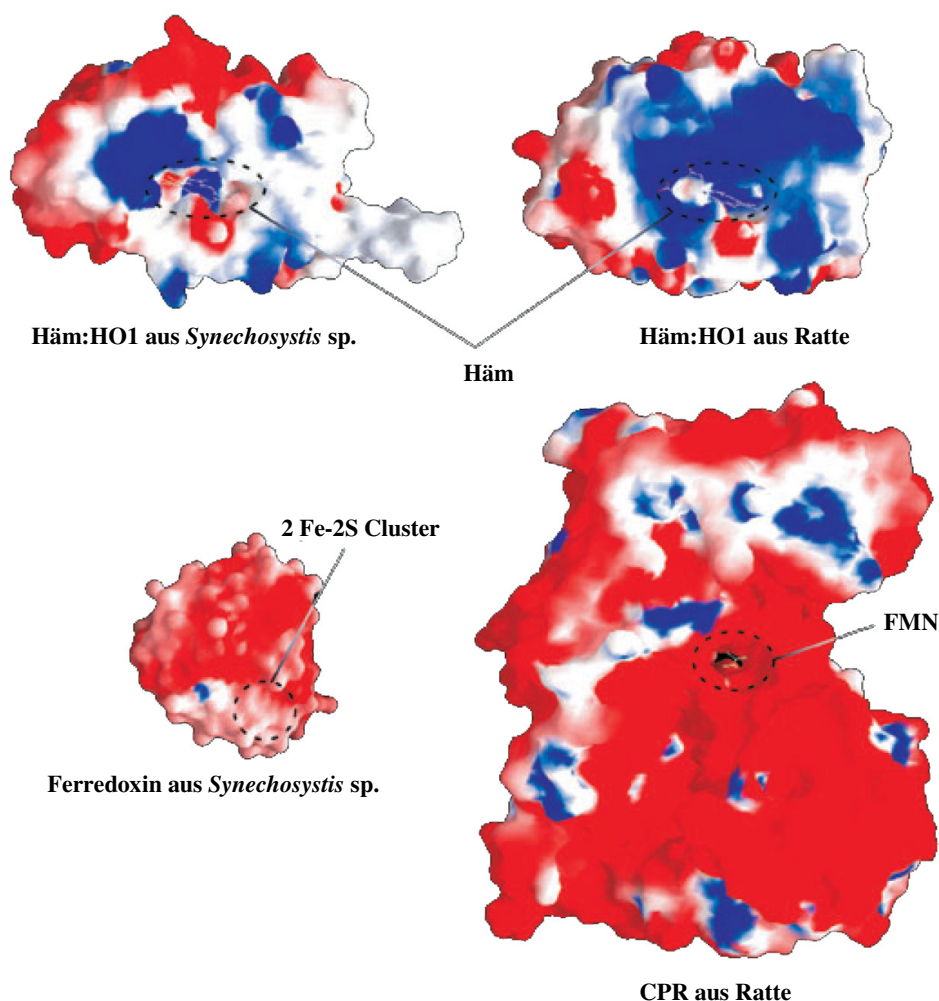 Häm:HO1 aus Synechosystis sp.
Häm:HO1 aus Ratte
Häm
2 Fe-2S Cluster
FMN
Ferredoxin aus Synechosystis sp.
CPR aus Ratte